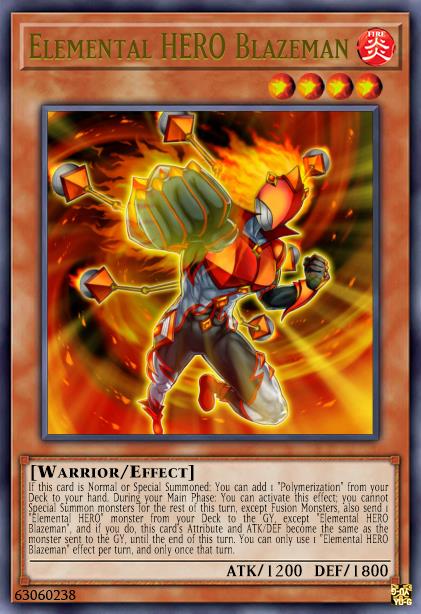 Elemental HERO Blazeman
FIRE
炎
[Warrior/Effect]
If this card is Normal or Special Summoned: You can add 1 "Polymerization" from your
Deck to your hand. During your Main Phase: You can activate this effect; you cannot
Special Summon monsters for the rest of this turn, except Fusion Monsters, also send 1
"Elemental HERO" monster from your Deck to the GY, except "Elemental HERO
Blazeman", and if you do, this card's Attribute and ATK/DEF become the same as the
monster sent to the GY, until the end of this turn. You can only use 1 "Elemental HERO
Blazeman" effect per turn, and only once that turn.
ATK/1200 DEF/1800
63060238